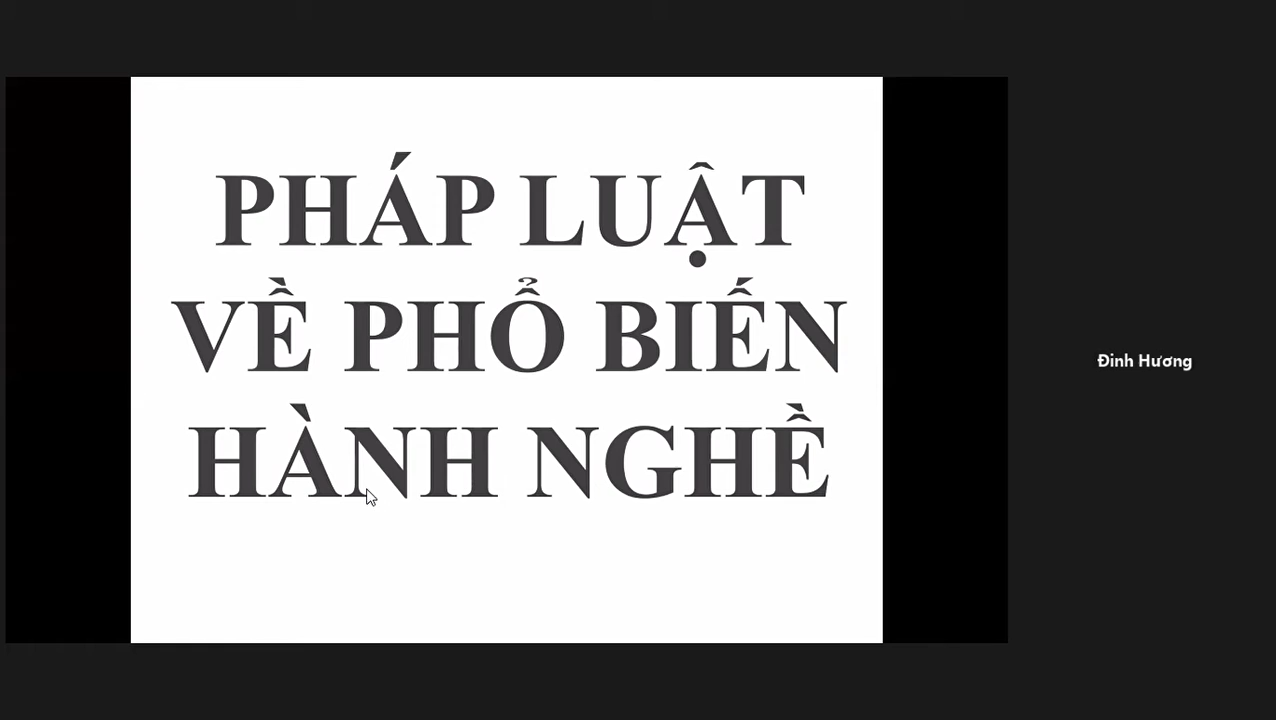 PHÁP LUẬT
VỀ PHỔ BIẾN
HÀNH NGHỀ
Đinh Hương